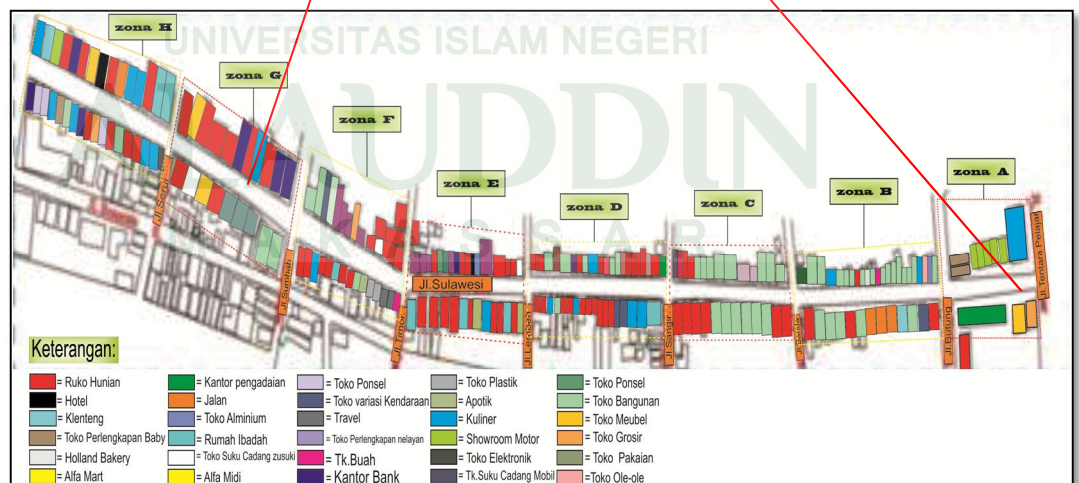 UNIVERSITAS ISLAM NEGERI
ALAUDDIN
MAKASSAR
zona H
zona G
zona F
zona E
zona D
zona C
zona B
zona A
Jl.Serui
Jl.Sumbah
Jl.Timor
Jl.Sulawesi
Jl.Lembeh
Jl.Sangir
Jl.Butung
Jl. Tentara Pelajar
Keterangan:
= Ruko Hunian
= Hotel
= Klenteng
= Toko Perlengkapan Baby
= Holland Bakery
= Alfa Mart
= Kantor pengadaian
= Jalan
= Toko Alminium
= Rumah Ibadah
= Toko Suku Cadang zusuki
= Alfa Midi
= Toko Ponsel
= Toko variasi Kendaraan
= Travel
= Toko Perlengkapan nelayan
= Tk.Buah
= Kantor Bank
= Toko Plastik
= Apotik
= Kuliner
= Showroom Motor
= Toko Elektronik
= Tk.Suku Cadang Mobil
= Toko Ponsel
= Toko Bangunan
= Toko Meubel
= Toko Grosir
= Toko Pakaian
=Toko Ole-ole